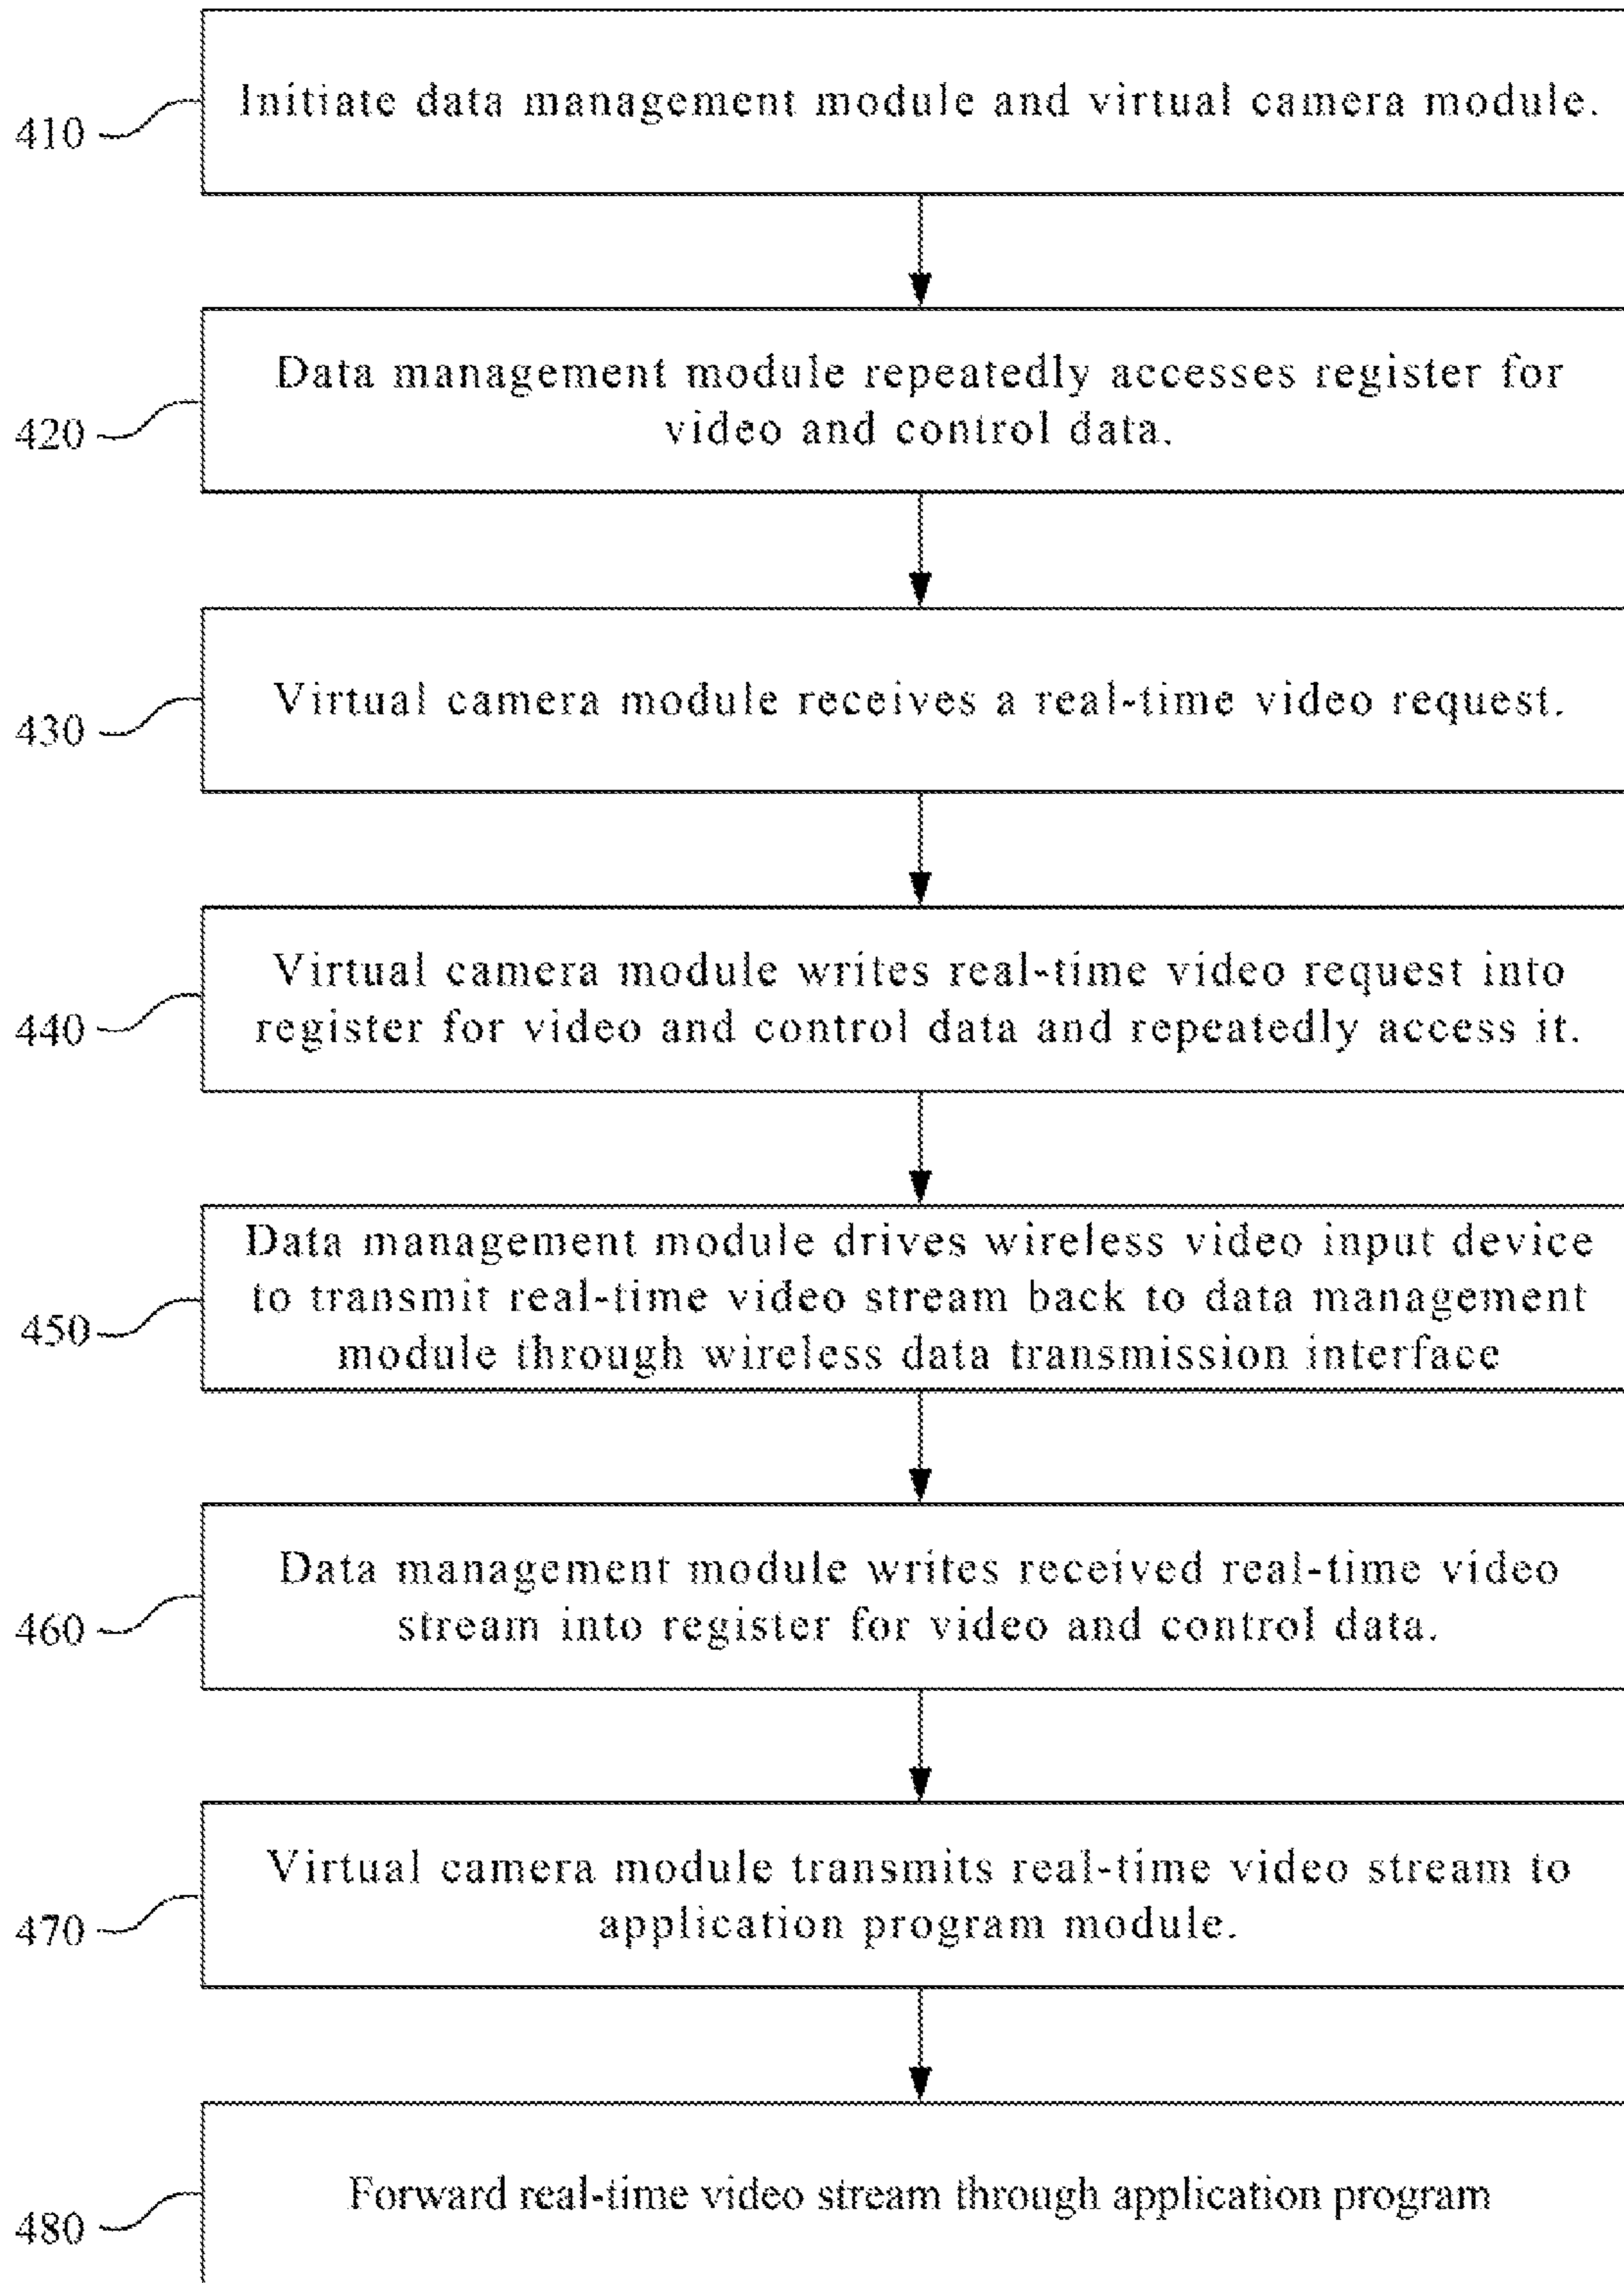 410
Initiate data management module and virtual camera module.
420
Data management module repeatedly accesses register for
video and control data.
430
Virtual camera module receives a real-time video request.
440
Virtual camera module writes real-time video request into
register for video and control data and repeatedly access it.
450
Data management module drives wireless video input device
to transmit real-time video stream back to data management
module through wireless data transmission interface
460
Data management module writes received real-time video
stream into register for video and control data.
470
Virtual camera module transmits real-time video stream to
application program module.
480
Forward real-time video stream through application program